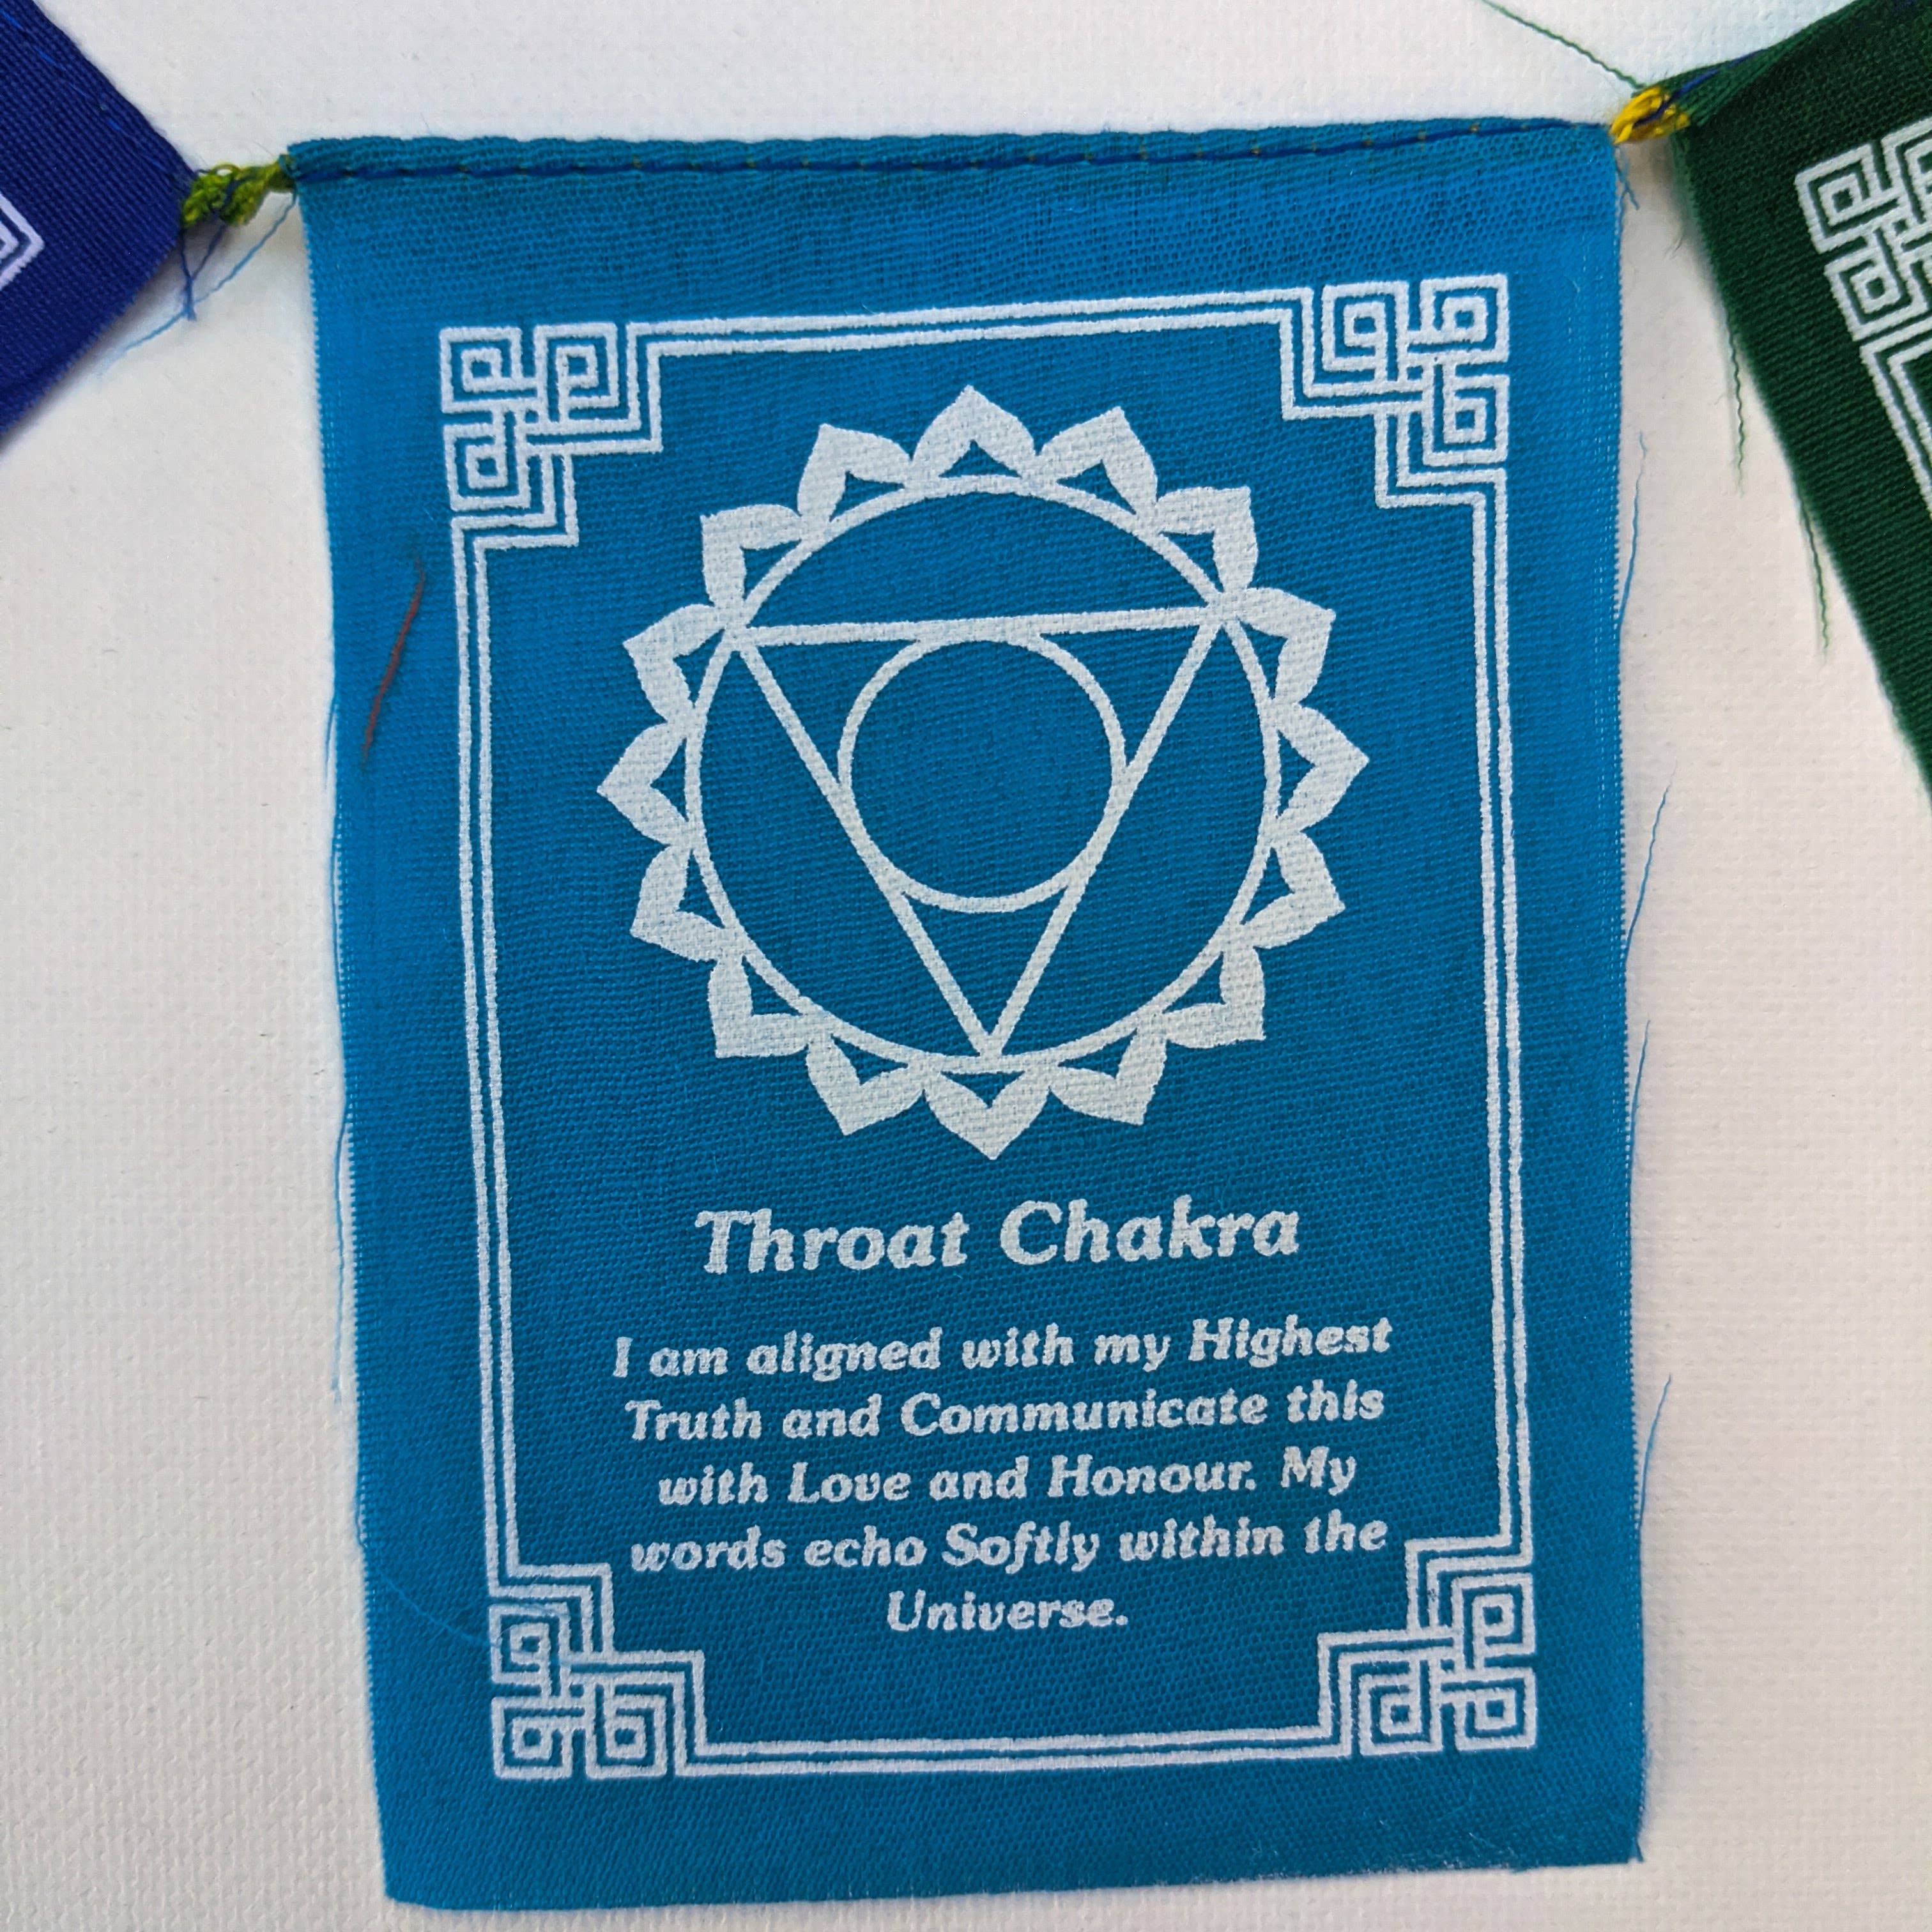 Throat Chakra
I am aligned with my Highest
Truth and Communicate this
with Love and Honour. My
words echo Softly within the
Universe.